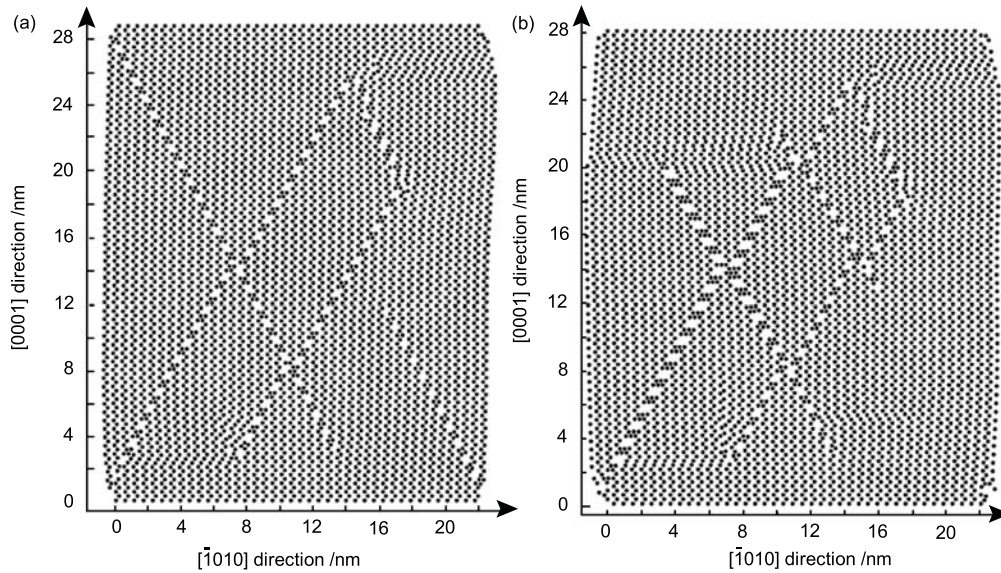 (a)
28
24
20
16
12
8
4
0
[0001] direction /nm
0 4 8 12 16 20
[1̄010] direction /nm
(b)
28
24
20
16
12
8
4
0
[0001] direction /nm
0 4 8 12 16 20
[1̄010] direction /nm